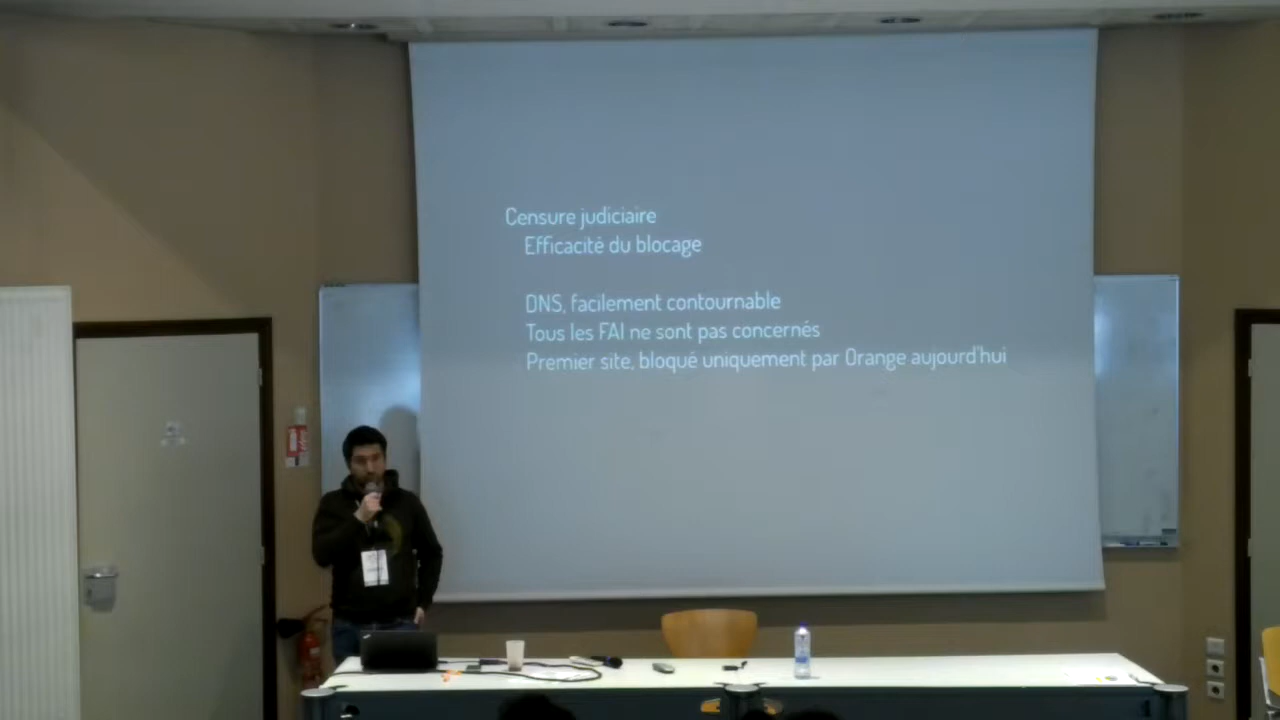 Censure judiciaire
Efficacité du blocage
DNS, facilement contournable
Tous les FAI ne sont pas concernés
Premier site, bloqué uniquement par Orange aujourd'hui